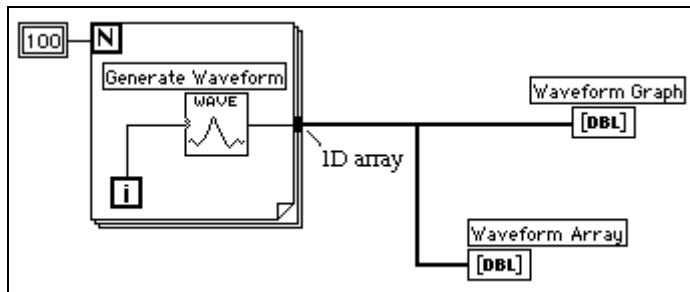 100
N
Generate Waveform
WAVE
i
1D array
Waveform Graph
[DBL]
Waveform Array
[DBL]